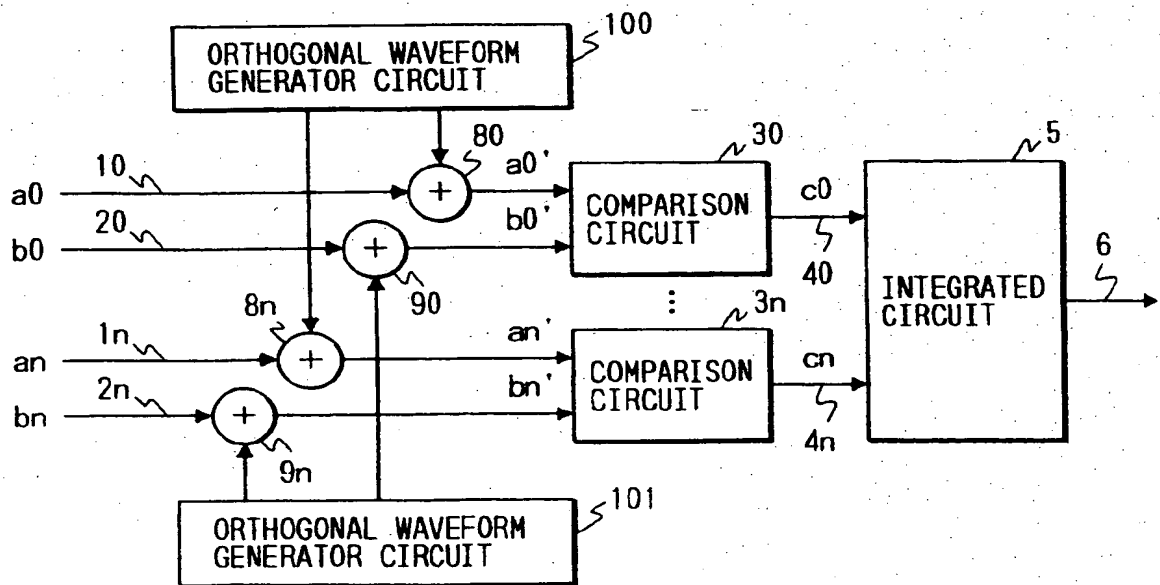 100
ORTHOGONAL WAVEFORM
GENERATOR CIRCUIT
80
30
5
10
a0
+
a0'
COMPARISON
CIRCUIT
c0
20
b0
+
b0'
40
6
90
INTEGRATED
CIRCUIT
8n
⋮
3n
1n
an
+
an'
COMPARISON
CIRCUIT
cn
2n
bn
+
bn'
4n
9n
101
ORTHOGONAL WAVEFORM
GENERATOR CIRCUIT